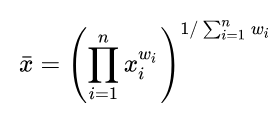 x̄ = (∏_{i=1}^{n} x_i^{w_i})^{1/∑_{i=1}^{n} w_i}